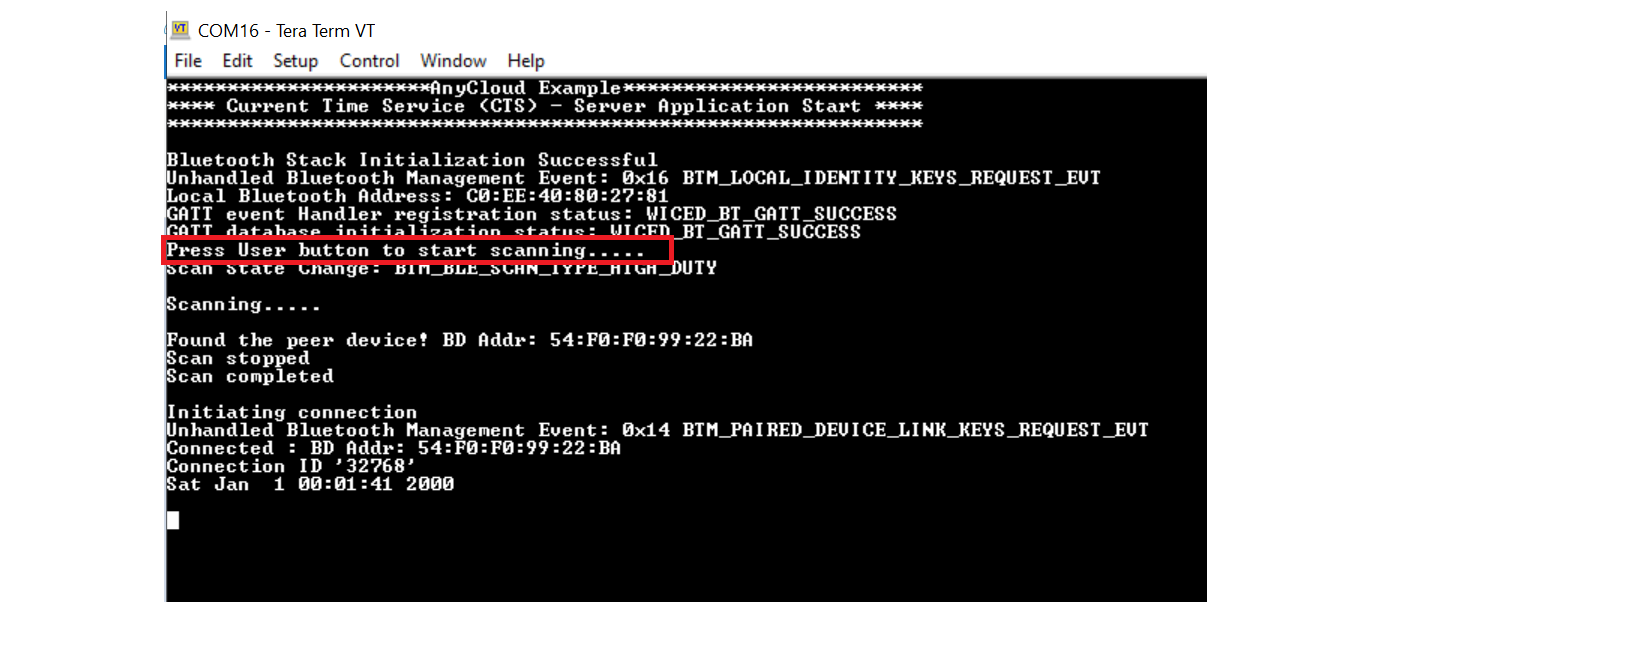 VT COM16 - Tera Term VT
File Edit Setup Control Window Help
**********************AnyCloud Example*************************
**** Current Time Service (CTS) - Server Application Start ****
***************************************************************
Bluetooth Stack Initialization Successful
Unhandled Bluetooth Management Event: 0x16 BTM_LOCAL_IDENTITY_KEYS_REQUEST_EVT
Local Bluetooth Address: C0:EE:40:80:27:81
GATT event Handler registration status: WICED_BT_GATT_SUCCESS
GATT database initialization status: WICED_BT_GATT_SUCCESS
Press User button to start scanning.....
Scan State Change: BTM_BLE_SCAN_TYPE_HIGH_DUTY
Scanning.....
Found the peer device! BD Addr: 54:F0:F0:99:22:BA
Scan stopped
Scan completed
Initiating connection
Unhandled Bluetooth Management Event: 0x14 BTM_PAIRED_DEVICE_LINK_KEYS_REQUEST_EVT
Connected : BD Addr: 54:F0:F0:99:22:BA
Connection ID '32768'
Sat Jan  1 00:01:41 2000